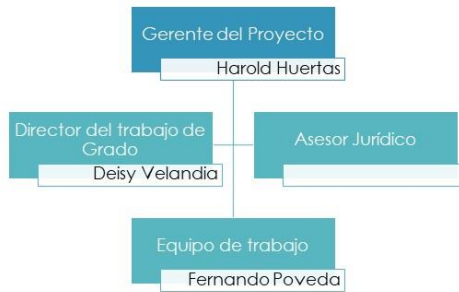 Gerente del Proyecto
Harold Huertas
Director del trabajo de
Grado
Deisy Velandia
Asesor Jurídico
Equipo de trabajo
Fernando Poveda